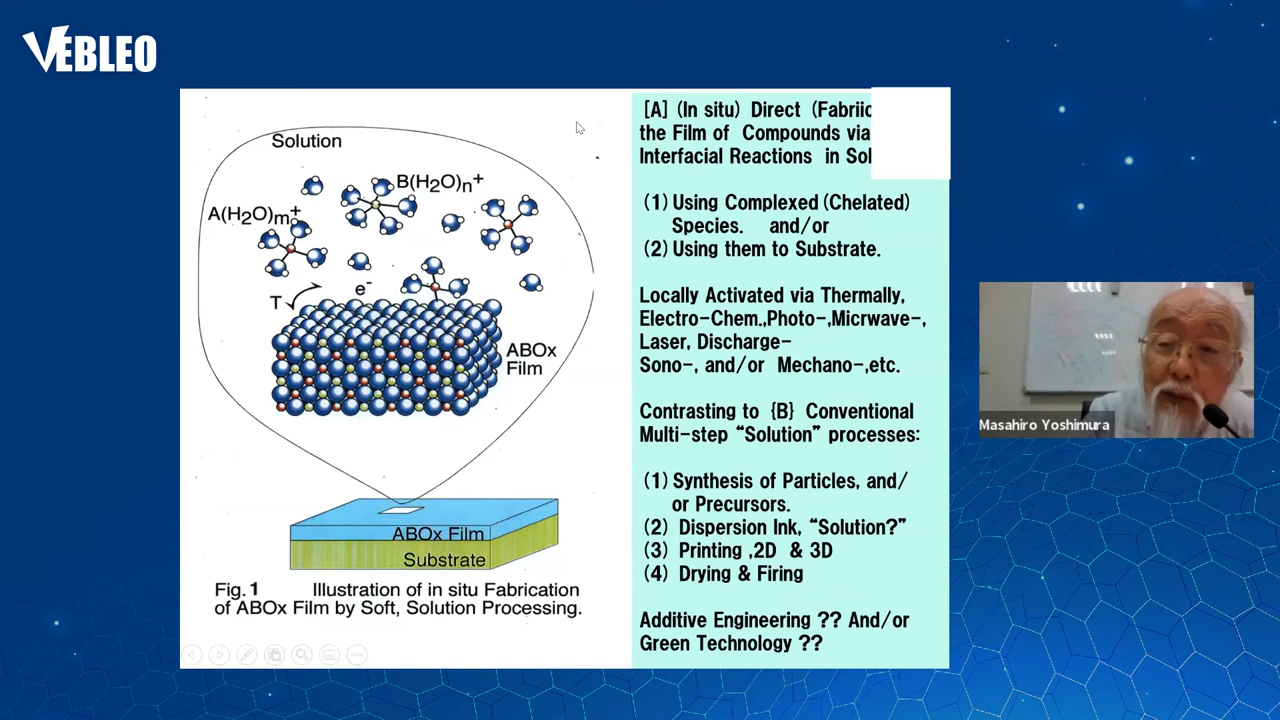 VEBLEO
Solution
B(H2O)n+
A(H2O)m+
e-
T
ABOx
Film
ABOx Film
Substrate
Fig.1 Illustration of in situ Fabrication
of ABOx Film by Soft, Solution Processing.
[A] (In situ) Direct (Fabriic
the Film of Compounds via
Interfacial Reactions in Sol
(1) Using Complexed (Chelated)
Species. and/or
(2) Using them to Substrate.
Locally Activated via Thermally,
Electro-Chem.,Photo-,Micrwave-,
Laser, Discharge-
Sono-, and/or Mechano-,etc.
Contrasting to {B} Conventional
Multi-step “Solution” processes:
(1) Synthesis of Particles, and/
or Precursors.
(2) Dispersion Ink, “Solution?”
(3) Printing ,2D & 3D
(4) Drying & Firing
Additive Engineering ?? And/or
Green Technology ??
Masahiro Yoshimura